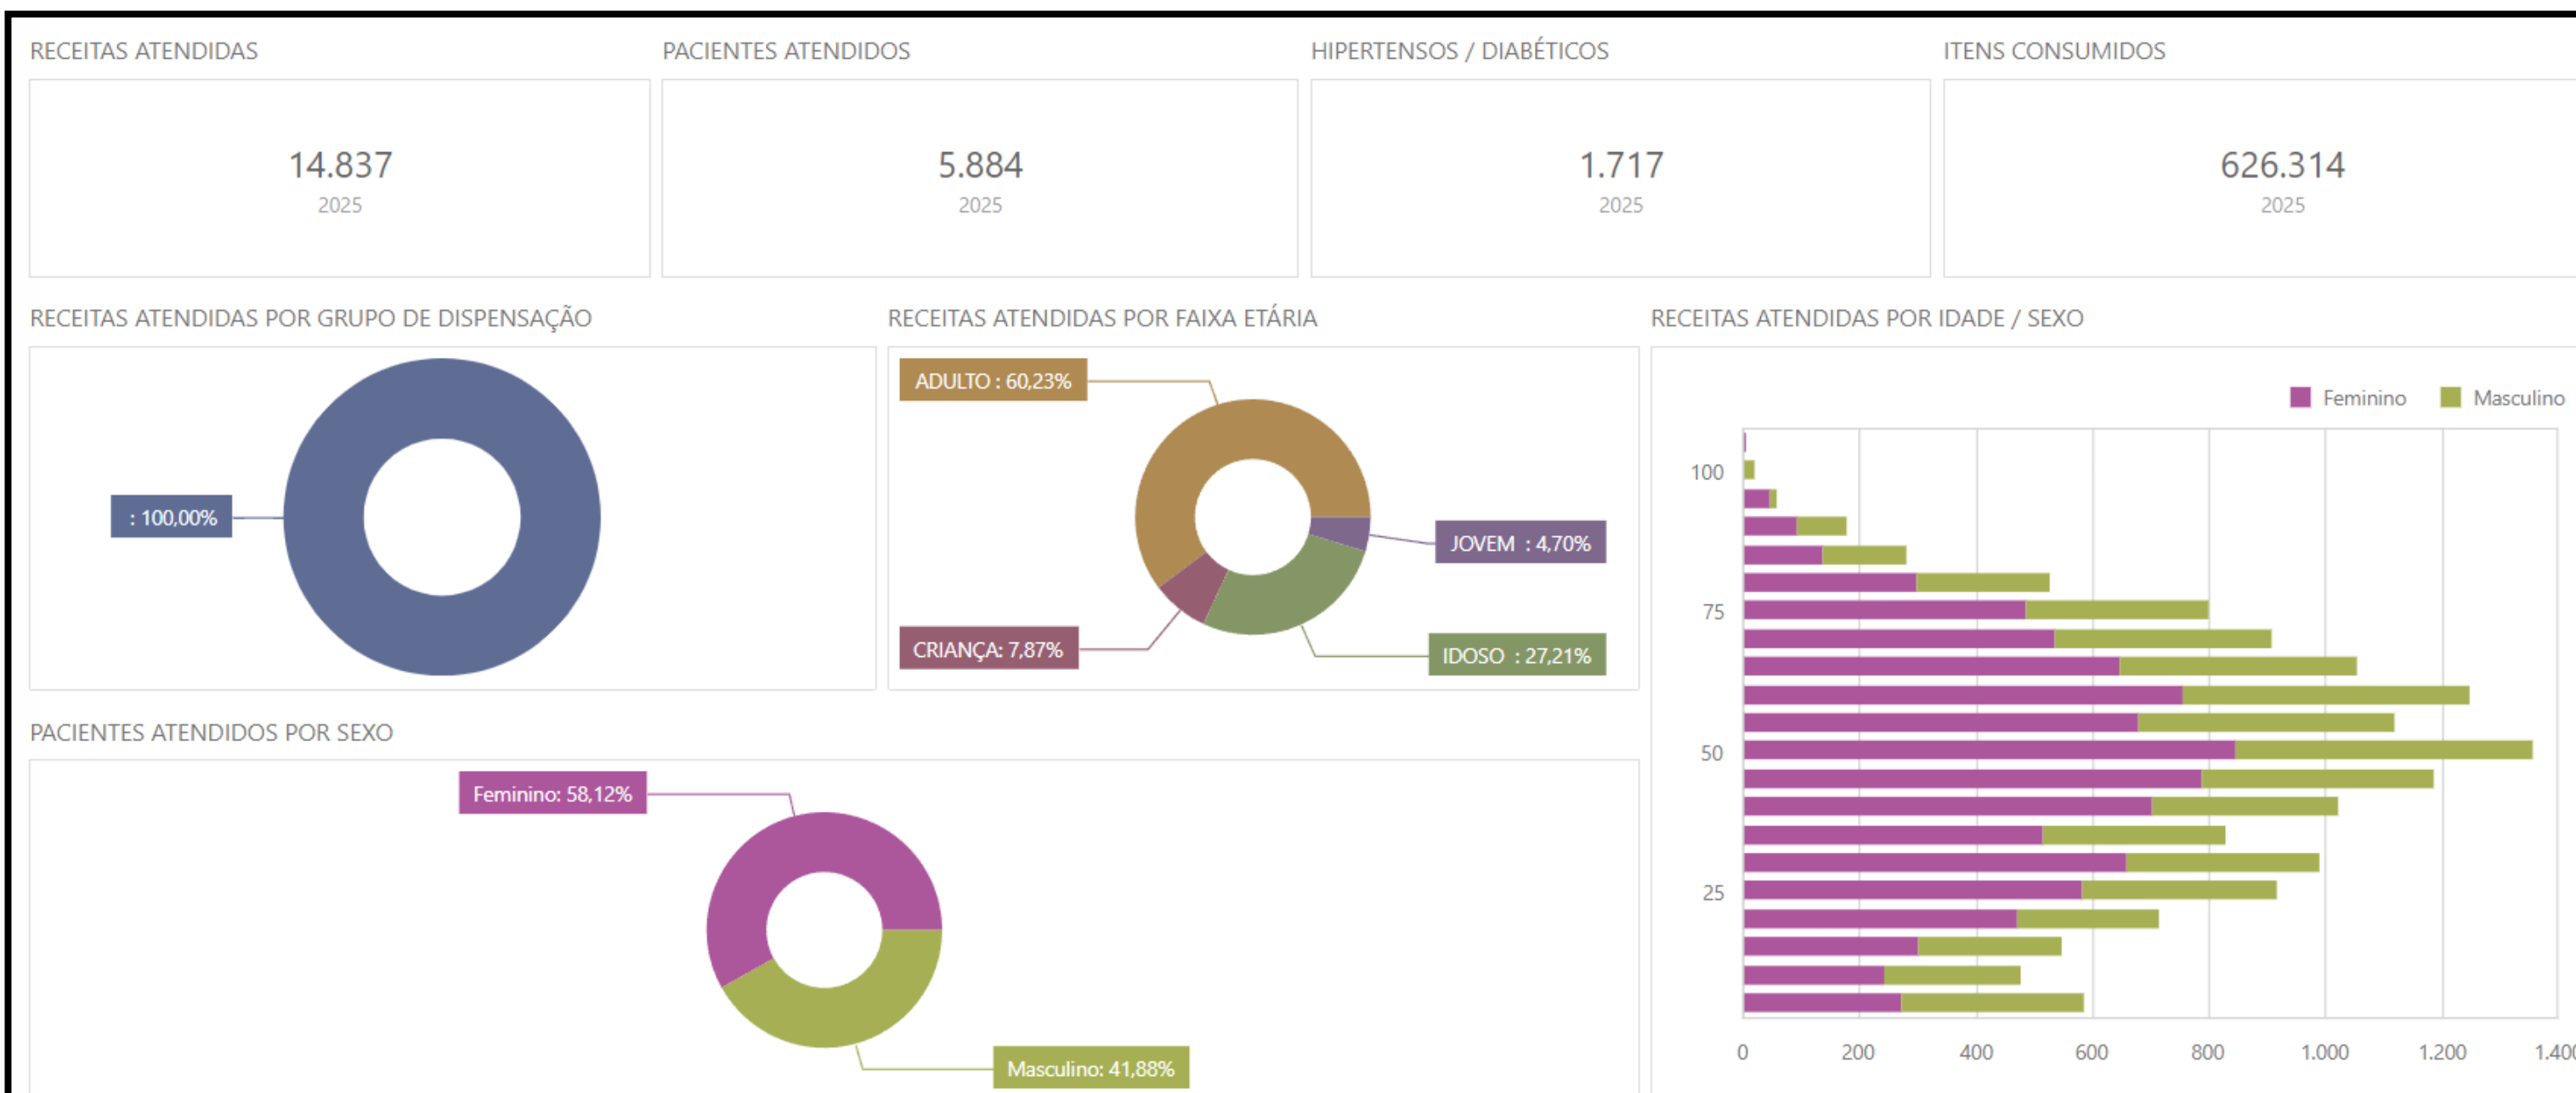 RECEITAS ATENDIDAS
14.837
2025
PACIENTES ATENDIDOS
5.884
2025
HIPERTENSOS / DIABÉTICOS
1.717
2025
ITENS CONSUMIDOS
626.314
2025
RECEITAS ATENDIDAS POR GRUPO DE DISPENSAÇÃO
: 100,00%
RECEITAS ATENDIDAS POR FAIXA ETÁRIA
ADULTO : 60,23%
JOVEM : 4,70%
CRIANÇA: 7,87%
IDOSO : 27,21%
RECEITAS ATENDIDAS POR IDADE / SEXO
Feminino Masculino
100
75
50
25
0 200 400 600 800 1.000 1.200 1.400
PACIENTES ATENDIDOS POR SEXO
Feminino: 58,12%
Masculino: 41,88%